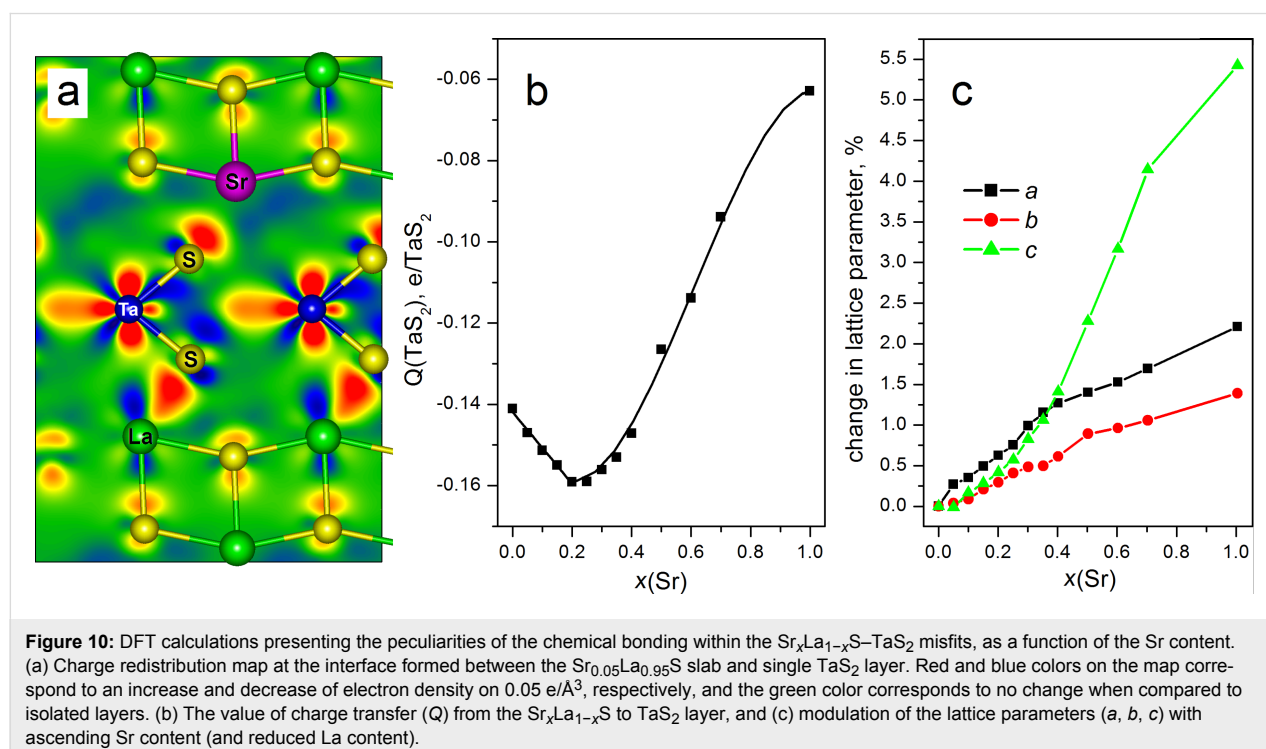 a
Sr
S
Ta
S
La
b
Q(TaS₂), e/TaS₂
-0.06
-0.08
-0.10
-0.12
-0.14
-0.16
0.0 0.2 0.4 0.6 0.8 1.0
x(Sr)
c
change in lattice parameter, %
5.5
5.0
4.5
4.0
3.5
3.0
2.5
2.0
1.5
1.0
0.5
0.0
a
b
c
0.0 0.2 0.4 0.6 0.8 1.0
x(Sr)
Figure 10: DFT calculations presenting the peculiarities of the chemical bonding within the SrₓLa₁₋ₓS–TaS₂ misfits, as a function of the Sr content.
(a) Charge redistribution map at the interface formed between the Sr₀.₀₅La₀.₉₅S slab and single TaS₂ layer. Red and blue colors on the map corre-
spond to an increase and decrease of electron density on 0.05 e/Å³, respectively, and the green color corresponds to no change when compared to
isolated layers. (b) The value of charge transfer (Q) from the SrₓLa₁₋ₓS to TaS₂ layer, and (c) modulation of the lattice parameters (a, b, c) with
ascending Sr content (and reduced La content).